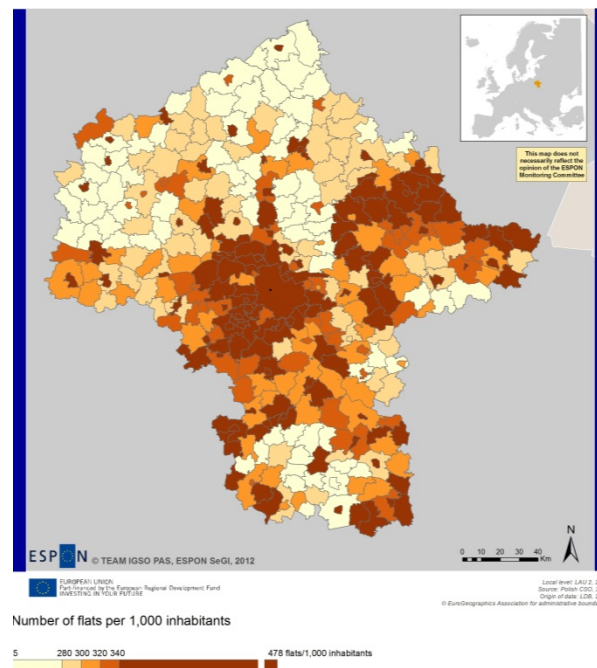 This map does not
necessarily reflect the
opinion of the ESPON
Monitoring Committee
N
0 10 20 30 40
Km
ESPON © TEAM IGSO PAS, ESPON SeGI, 2012
EUROPEAN UNION
Part-financed by the European Regional Development Fund
INVESTING IN YOUR FUTURE
Local level: LAU 2, 2
Source: Polish CSO, 2
Origin of data: LDB, 2
© EuroGeographics Association for administrative bound
Number of flats per 1,000 inhabitants
5 280 300 320 340 478 flats/1,000 inhabitants